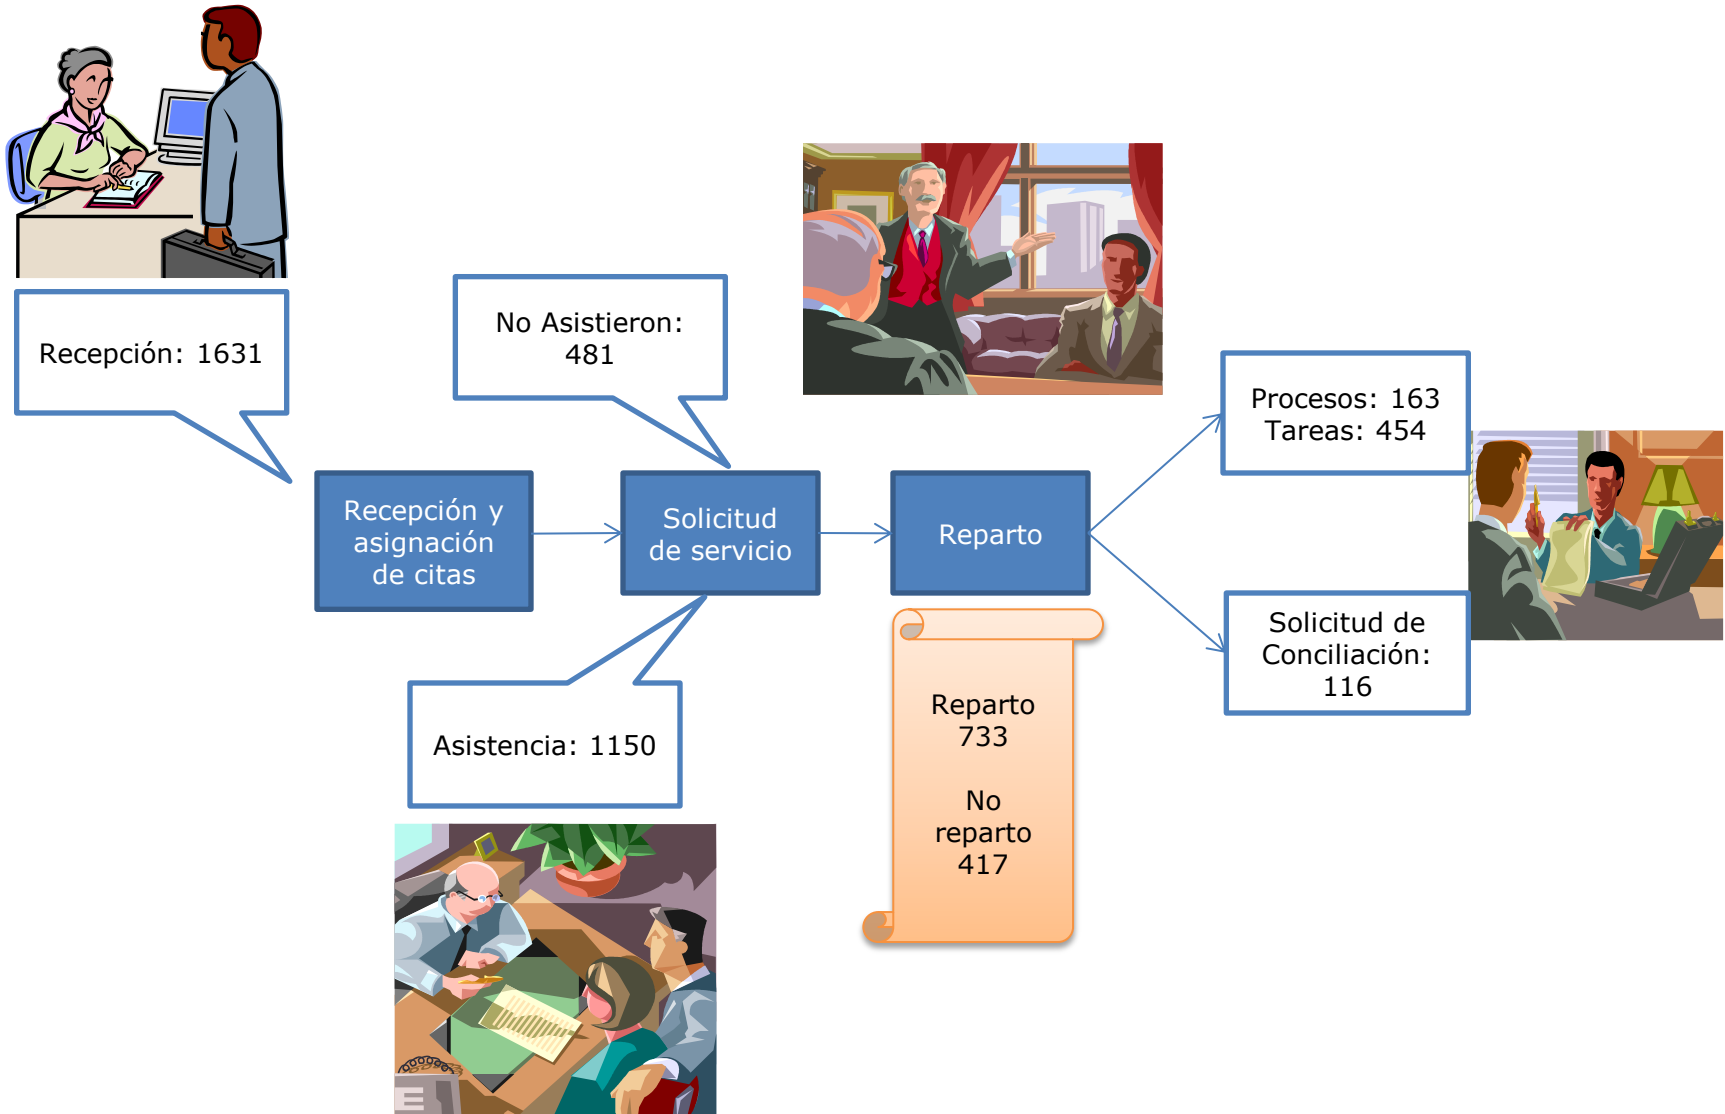 Recepción: 1631
No Asistieron:
481
Procesos: 163
Tareas: 454
Recepción y
asignación
de citas
Solicitud
de servicio
Reparto
Solicitud de
Conciliación:
116
Asistencia: 1150
Reparto
733
No
reparto
417